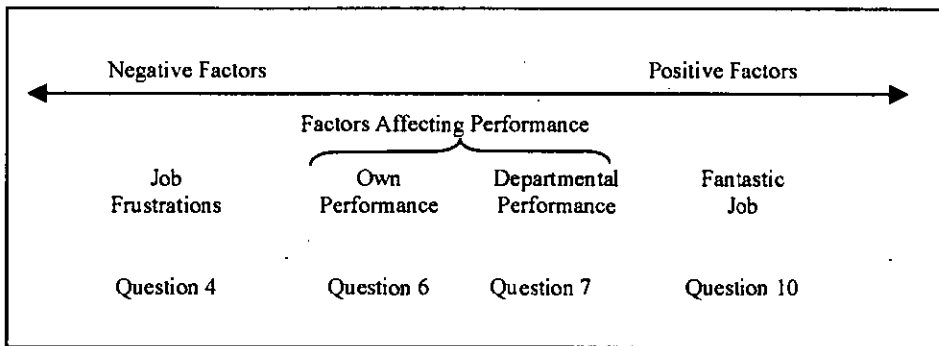 Negative Factors Positive Factors
Factors Affecting Performance
Job Own Departmental Fantastic
Frustrations Performance Performance Job
Question 4 Question 6 Question 7 Question 10